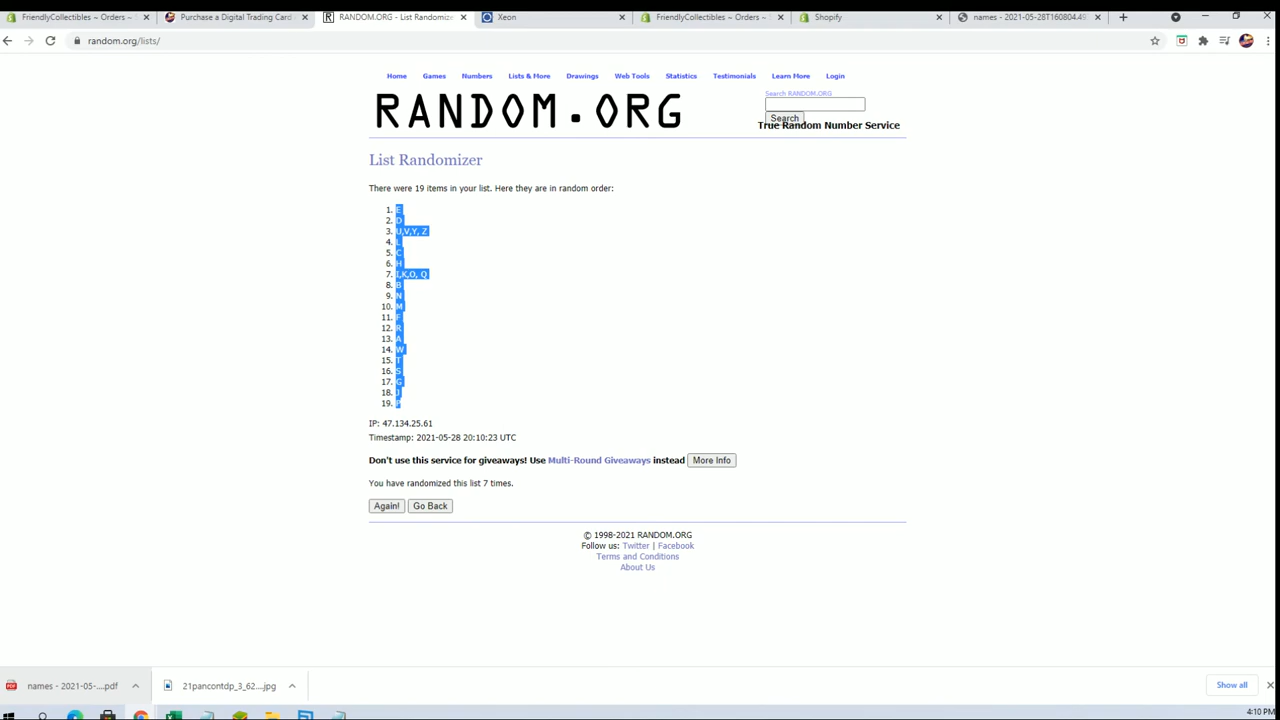 FriendlyCollectibles ~ Orders ~ S
Purchase a Digital Trading Card
RANDOM.ORG - List Randomizer
Xeon
FriendlyCollectibles ~ Orders ~
Shopify
names - 2021-05-28T160804.49
random.org/lists/
Home Games Numbers Lists & More Drawings Web Tools Statistics Testimonials Learn More Login
RANDOM.ORG
Search RANDOM.ORG
Search
True Random Number Service
List Randomizer
There were 19 items in your list. Here they are in random order:
1. E
2. D
3. U,V,Y, Z
4. L
5. C
6. H
7. I,K,O, Q
8. B
9. N
10. M
11. F
12. R
13. A
14. W
15. T
16. S
17. G
18. J
19. P
IP: 47.134.25.61
Timestamp: 2021-05-28 20:10:23 UTC
Don't use this service for giveaways! Use Multi-Round Giveaways instead More Info
You have randomized this list 7 times.
Again! Go Back
© 1998-2021 RANDOM.ORG
Follow us: Twitter | Facebook
Terms and Conditions
About Us
names - 2021-05-....pdf
21pancontdp_3_62....jpg
Show all
4:10 PM